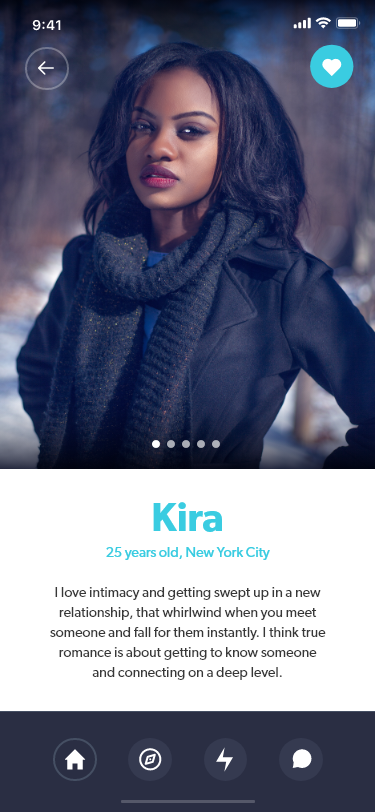 9:41
Kira
25 years old, New York City
I love intimacy and getting swept up in a new
relationship, that whirlwind when you meet
someone and fall for them instantly. I think true
romance is about getting to know someone
and connecting on a deep level.